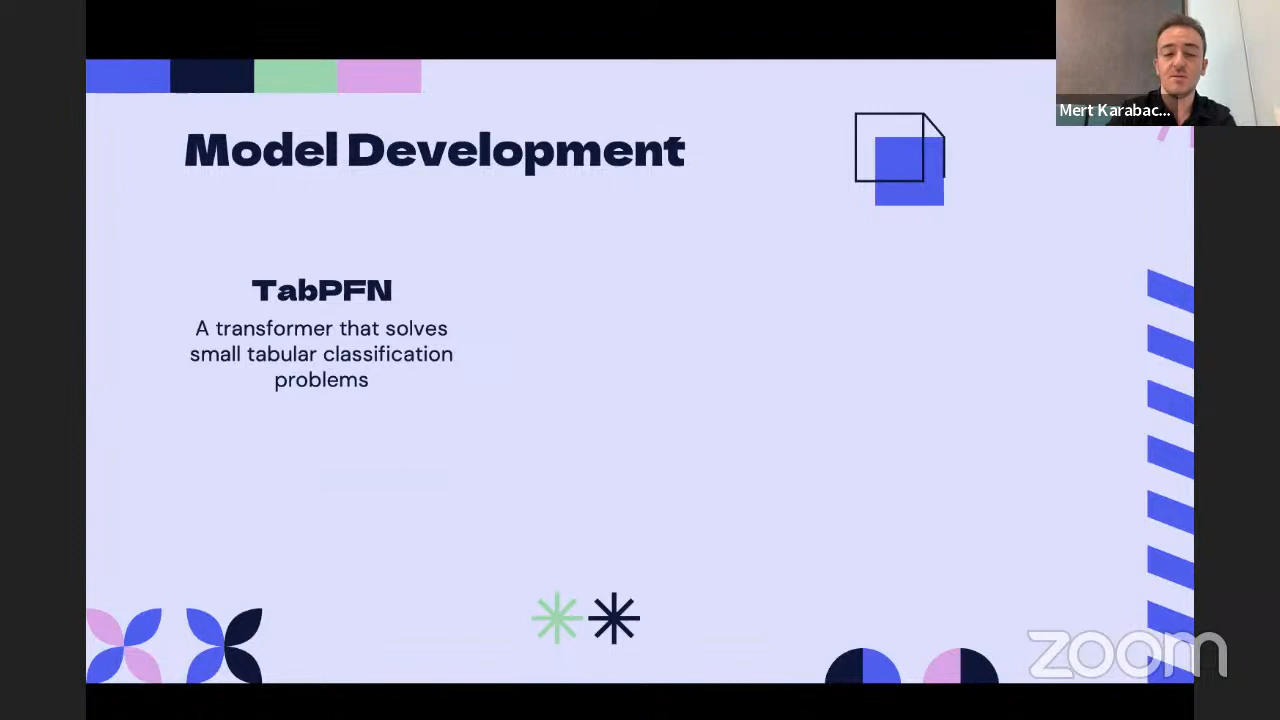 Mert Karabac...
Model Development
TabPFN
A transformer that solves
small tabular classification
problems
zoom